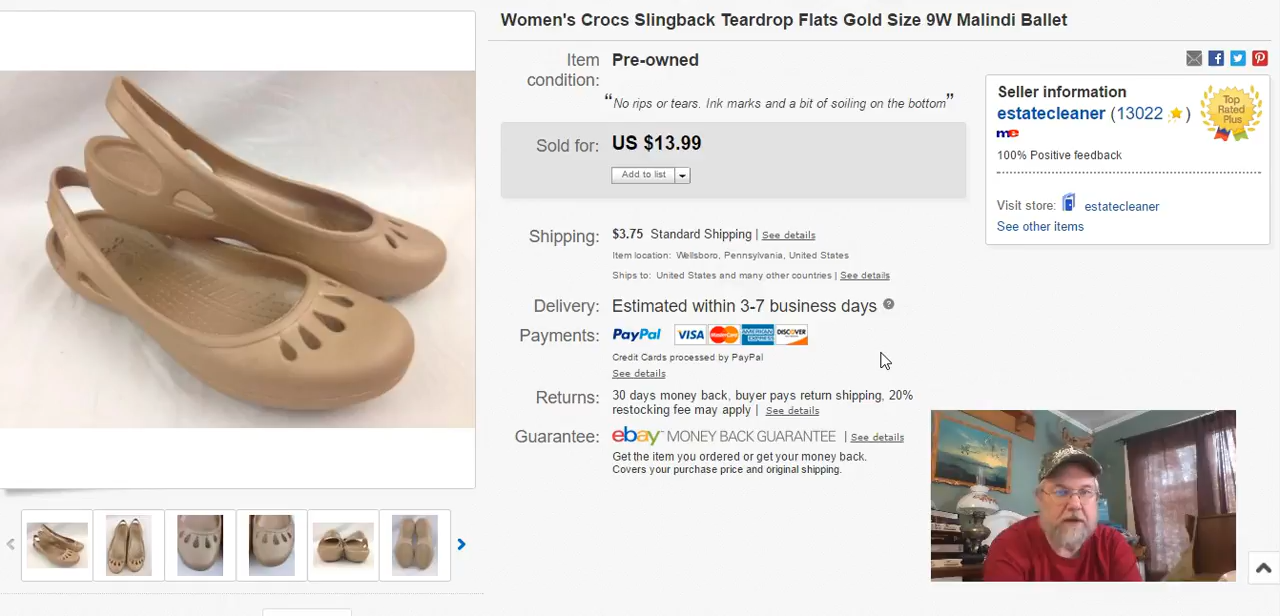 Women's Crocs Slingback Teardrop Flats Gold Size 9W Malindi Ballet
Item condition: Pre-owned
“No rips or tears. Ink marks and a bit of soiling on the bottom”
Sold for: US $13.99
Add to list
Shipping: $3.75 Standard Shipping | See details
Item location: Wellsboro, Pennsylvania, United States
Ships to: United States and many other countries | See details
Delivery: Estimated within 3-7 business days ?
Payments: PayPal VISA MasterCard AMERICAN EXPRESS DISCOVER
Credit Cards processed by PayPal
See details
Returns: 30 days money back, buyer pays return shipping, 20%
restocking fee may apply | See details
Guarantee: ebay MONEY BACK GUARANTEE | See details
Get the item you ordered or get your money back.
Covers your purchase price and original shipping.
Seller information
estatecleaner (13022 )
me
100% Positive feedback
Visit store: estatecleaner
See other items
Top
Rated
Plus